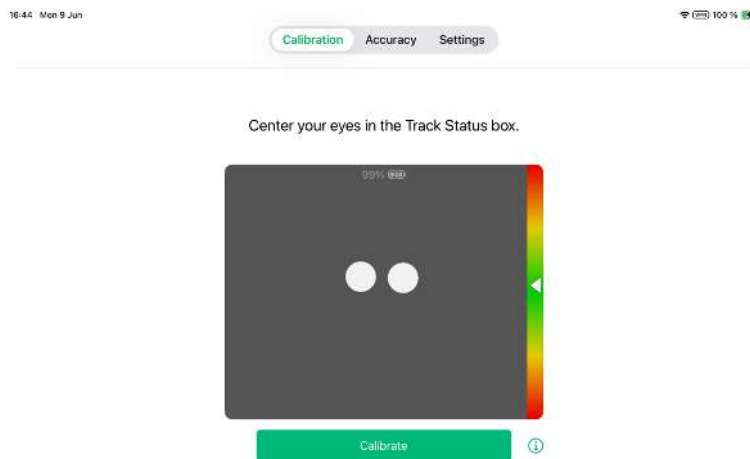 16:44 Mon 9 Jun
100 %
Calibration Accuracy Settings
Center your eyes in the Track Status box.
99%
Calibrate